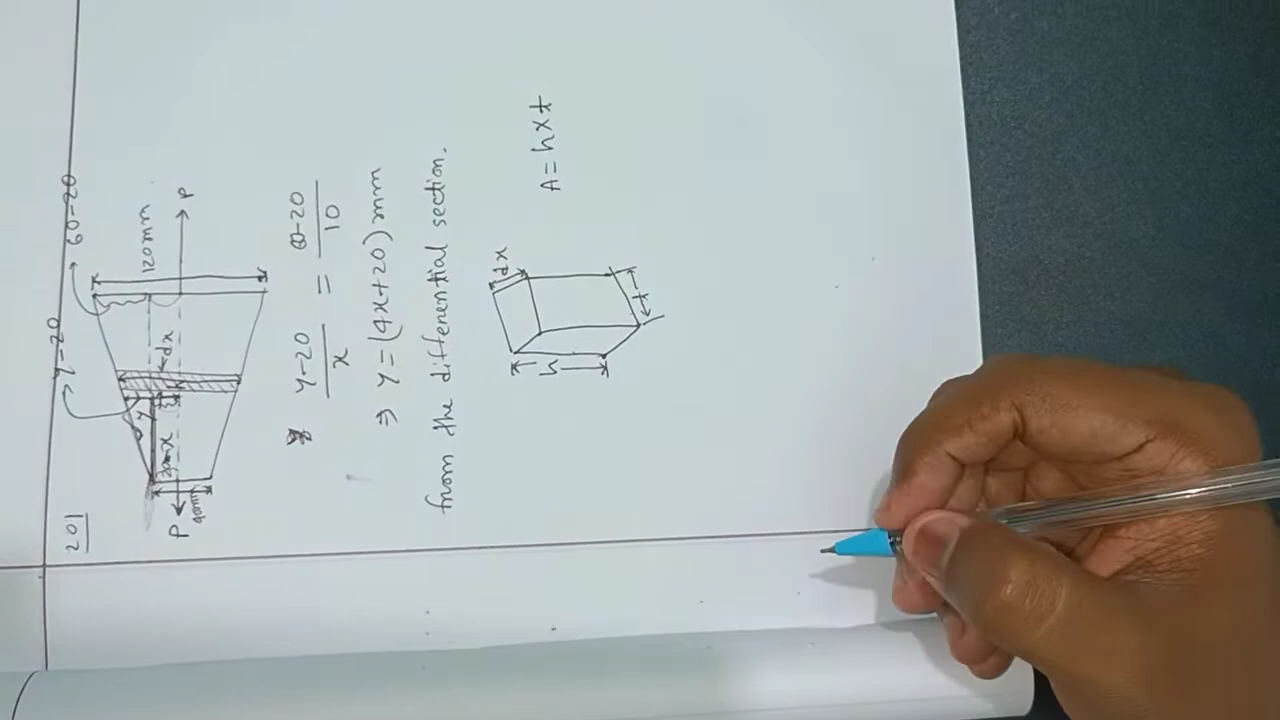 201
y-20
60-20
P
40mm
x
y
dx
120mm
P
y-20 / x = 60-20 / 10
⇒ y = (4x+20) mm
from the differential section.
dx
h
t
A = h x t